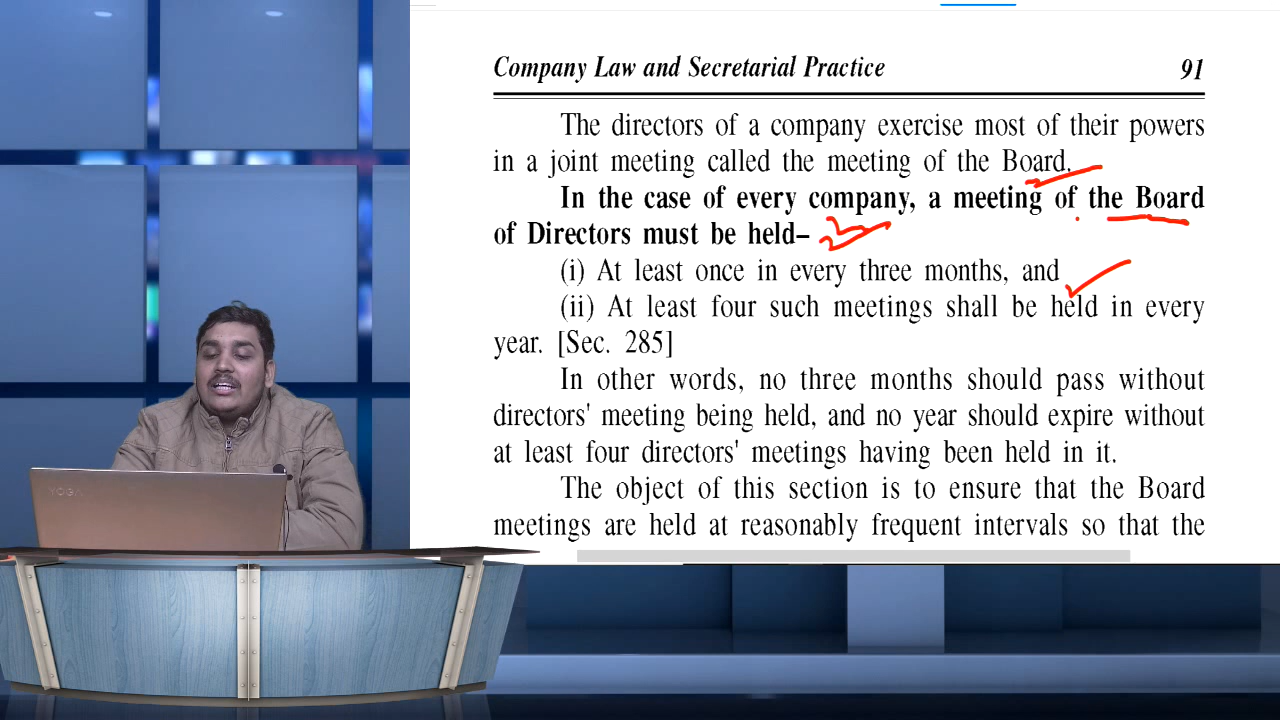 Company Law and Secretarial Practice 91
The directors of a company exercise most of their powers
in a joint meeting called the meeting of the Board.
In the case of every company, a meeting of the Board
of Directors must be held–
(i) At least once in every three months, and
(ii) At least four such meetings shall be held in every
year. [Sec. 285]
In other words, no three months should pass without
directors' meeting being held, and no year should expire without
at least four directors' meetings having been held in it.
The object of this section is to ensure that the Board
meetings are held at reasonably frequent intervals so that the
YOGA